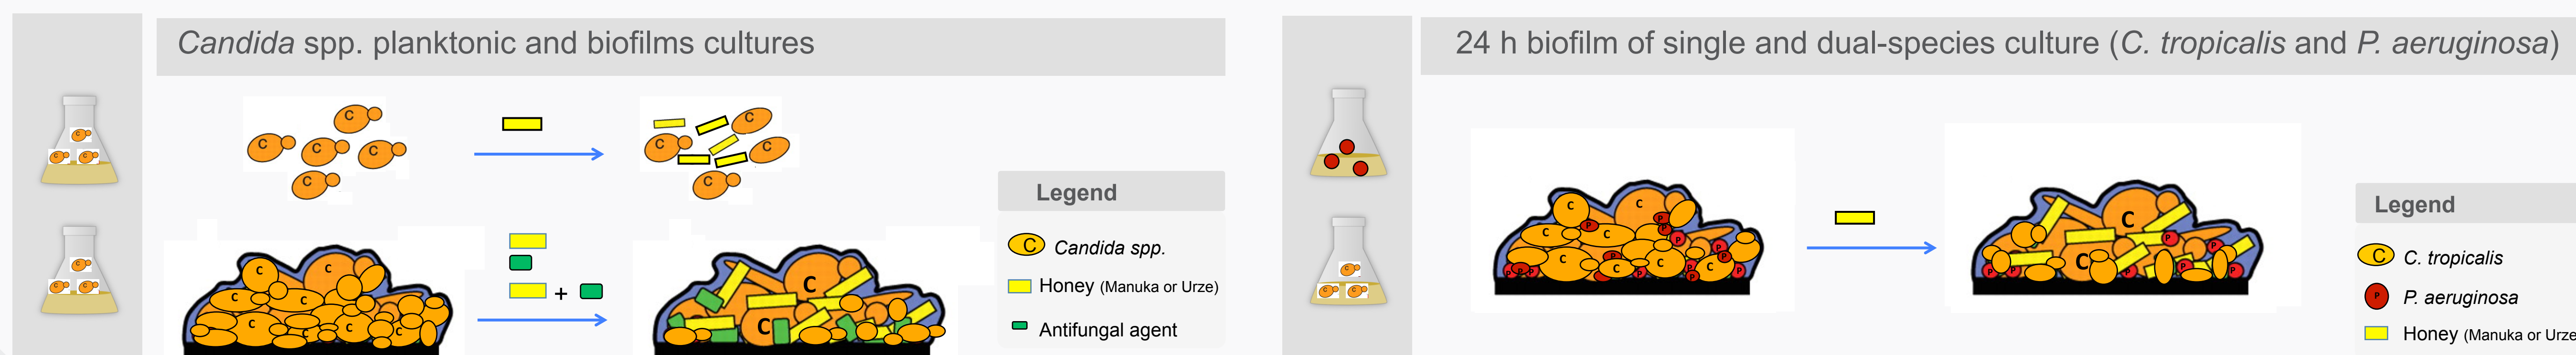 Candida spp. planktonic and biofilms cultures
C
C
C
C
C
C
C
C
C
Legend
C Candida spp.
Honey (Manuka or Urze)
Antifungal agent
+
C
C
C
C
C
C
C
C
C
24 h biofilm of single and dual-species culture (C. tropicalis and P. aeruginosa)
C
C
C
C
C
C
C
C
P
P
P
P
P
P
C
C
P
P
P
P
P
Legend
C C. tropicalis
P P. aeruginosa
Honey (Manuka or Urze